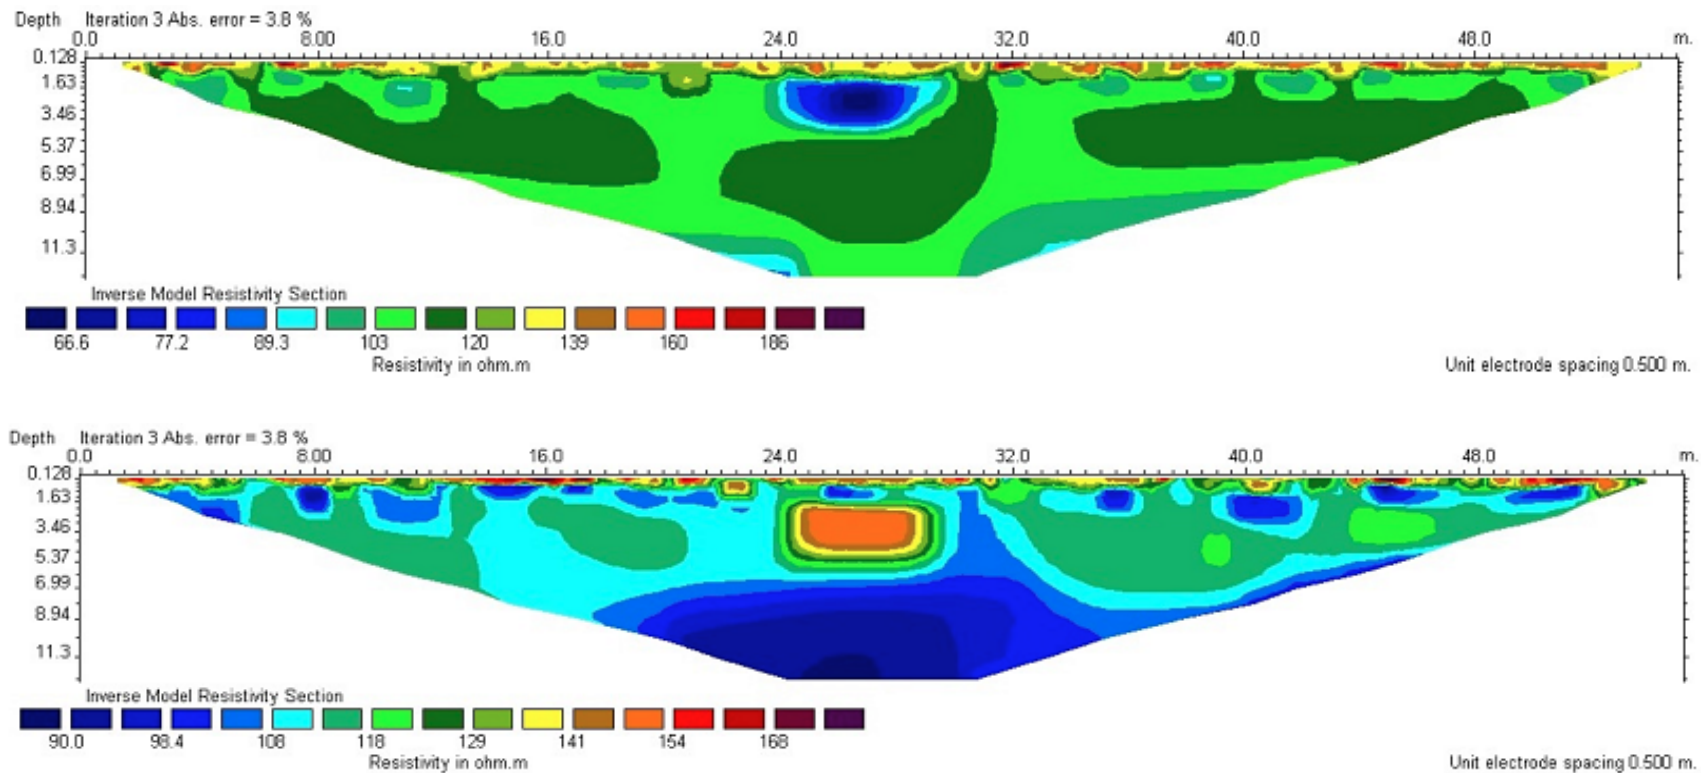 Depth Iteration 3 Abs. error = 3.8 %
0.0 8.00 16.0 24.0 32.0 40.0 48.0 m.
0.128
1.63
3.46
5.37
6.99
8.94
11.3
Inverse Model Resistivity Section
66.6 77.2 89.3 103 120 139 160 186
Resistivity in ohm.m
Unit electrode spacing 0.500 m.
Depth Iteration 3 Abs. error = 3.8 %
0.0 8.00 16.0 24.0 32.0 40.0 48.0 m.
0.128
1.63
3.46
5.37
6.99
8.94
11.3
Inverse Model Resistivity Section
90.0 98.4 108 118 129 141 154 168
Resistivity in ohm.m
Unit electrode spacing 0.500 m.